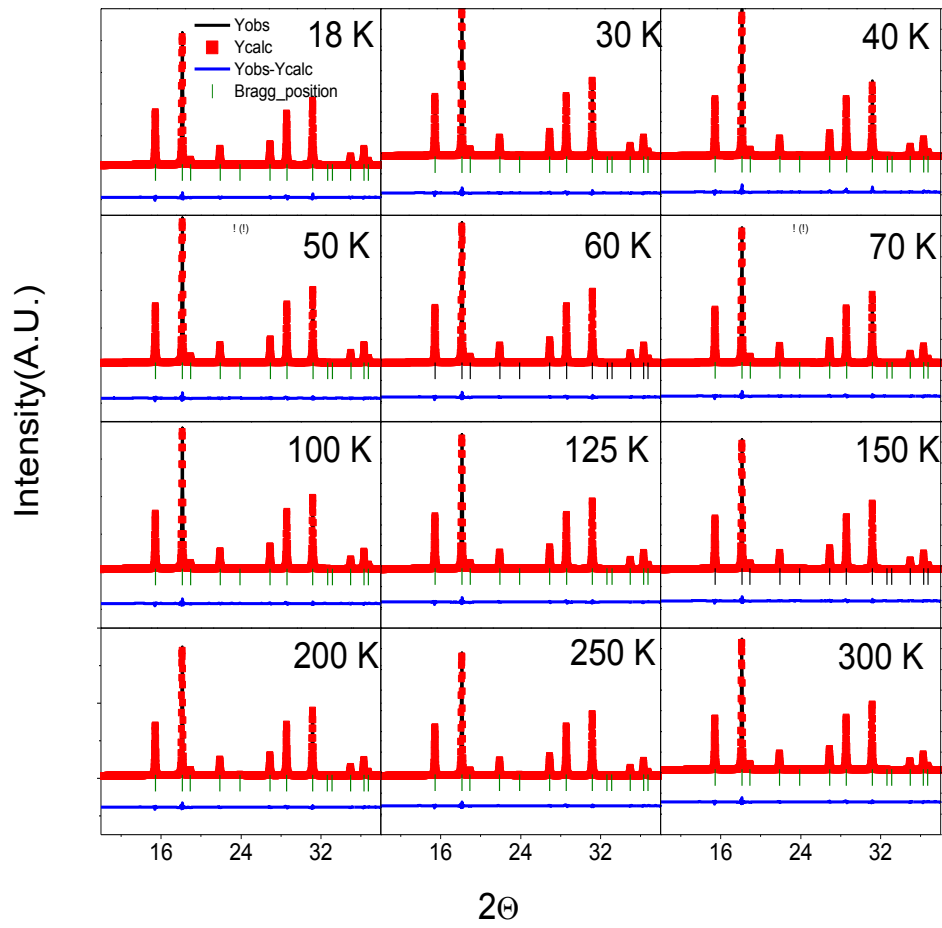 Yobs
Ycalc
Yobs-Ycalc
Bragg_position
18 K
30 K
40 K
! (!)
50 K
60 K
! (!)
70 K
100 K
125 K
150 K
200 K
250 K
300 K
Intensity(A.U.)
16 24 32 16 24 32 16 24 32
2Θ